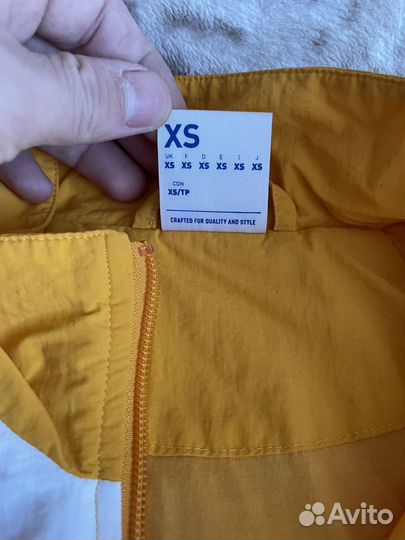 XS
UK F D E I J
XS XS XS XS XS XS
CDN
XS/TP
CRAFTED FOR QUALITY AND STYLE
Avito